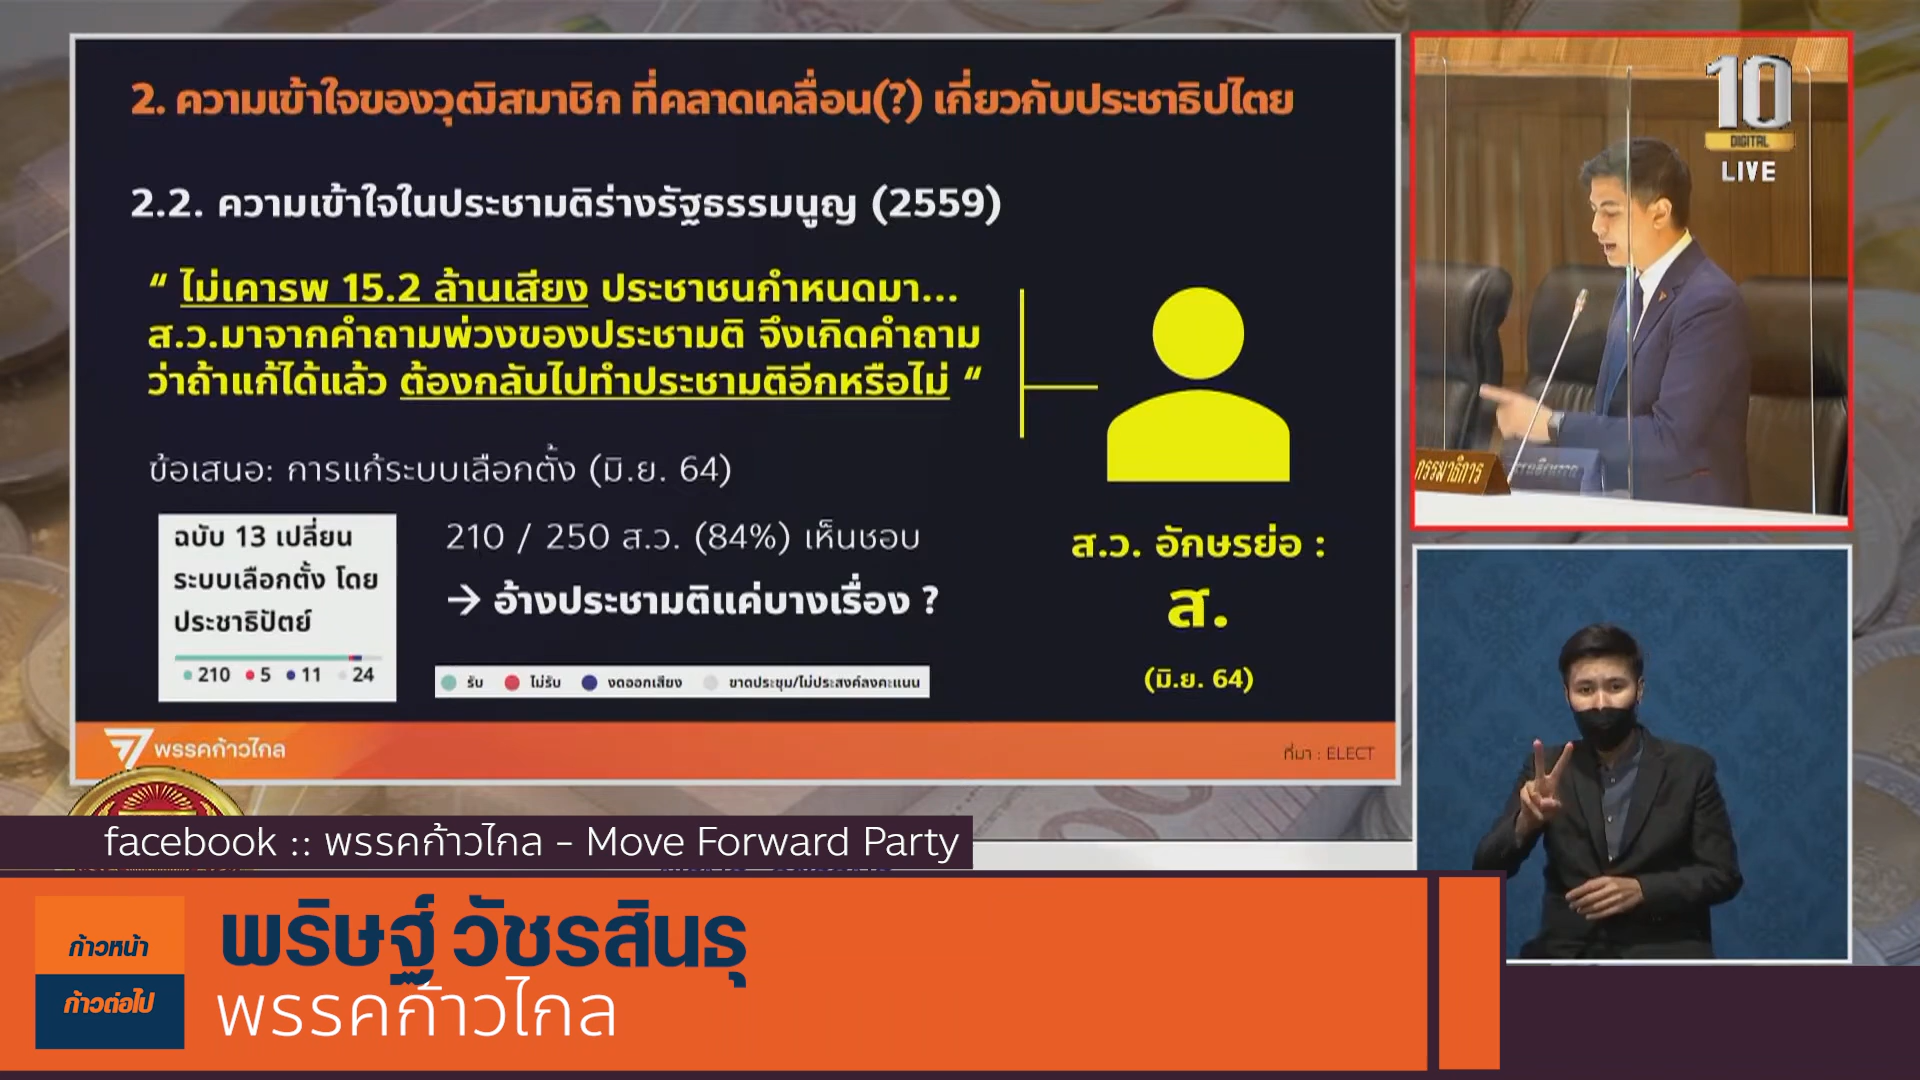 2. ความเข้าใจของวุฒิสมาชิก ที่คลาดเคลื่อน(?) เกี่ยวกับประชาธิปไตย
2.2. ความเข้าใจในประชามติร่างรัฐธรรมนูญ (2559)
“ ไม่เคารพ 15.2 ล้านเสียง ประชาชนกำหนดมา...
ส.ว.มาจากคำถามพ่วงของประชามติ จึงเกิดคำถาม
ว่าถ้าแก้ได้แล้ว ต้องกลับไปทำประชามติอีกหรือไม่ “
ข้อเสนอ: การแก้ระบบเลือกตั้ง (มิ.ย. 64)
ฉบับ 13 เปลี่ยน
ระบบเลือกตั้ง โดย
ประชาธิปัตย์
210 5 11 24
210 / 250 ส.ว. (84%) เห็นชอบ
→ อ้างประชามติแค่บางเรื่อง ?
รับ ไม่รับ งดออกเสียง ขาดประชุม/ไม่ประสงค์ลงคะแนน
ส.ว. อักษรย่อ :
ส.
(มิ.ย. 64)
พรรคก้าวไกล
ที่มา : ELECT
10
DIGITAL
LIVE
กรรมาธิการ
facebook :: พรรคก้าวไกล - Move Forward Party
ก้าวหน้า
ก้าวต่อไป
พริษฐ์ วัชรสินธุ
พรรคก้าวไกล